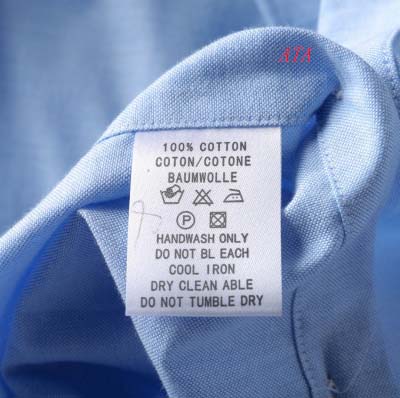 ATA
100% COTTON
COTON/COTONE
BAUMWOLLE
P
HANDWASH ONLY
DO NOT BL EACH
COOL IRON
DRY CLEAN ABLE
DO NOT TUMBLE DRY